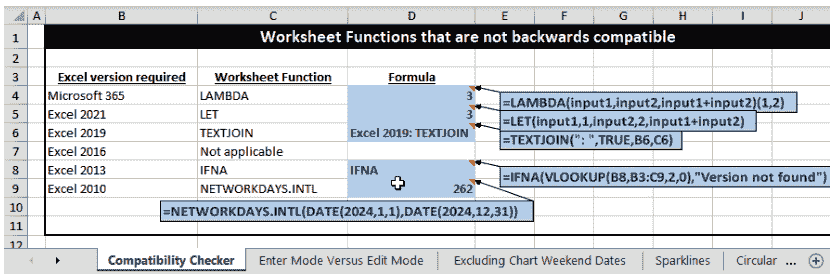 A B C D E F G H I J
1 Worksheet Functions that are not backwards compatible
2
3 Excel version required Worksheet Function Formula
4 Microsoft 365 LAMBDA 3 =LAMBDA(input1,input2,input1+input2)(1,2)
5 Excel 2021 LET 3 =LET(input1,1,input2,2,input1+input2)
6 Excel 2019 TEXTJOIN Excel 2019: TEXTJOIN =TEXTJOIN(": ",TRUE,B6,C6)
7 Excel 2016 Not applicable
8 Excel 2013 IFNA IFNA =IFNA(VLOOKUP(B8,B3:C9,2,0),"Version not found")
9 Excel 2010 NETWORKDAYS.INTL 262
10 =NETWORKDAYS.INTL(DATE(2024,1,1),DATE(2024,12,31))
11
12
Compatibility Checker Enter Mode Versus Edit Mode Excluding Chart Weekend Dates Sparklines Circular ...